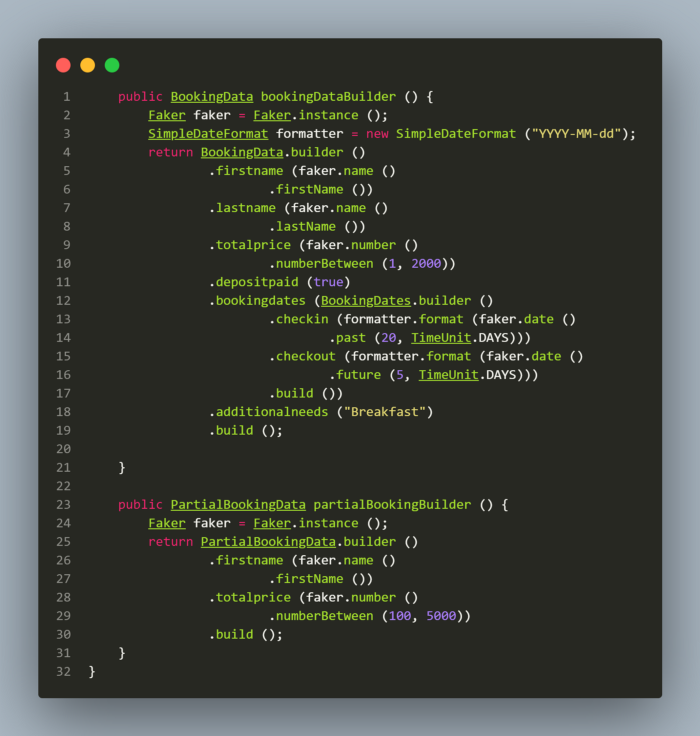 1 public BookingData bookingDataBuilder () {
2 Faker faker = Faker.instance ();
3 SimpleDateFormat formatter = new SimpleDateFormat ("YYYY-MM-dd");
4 return BookingData.builder ()
5 .firstname (faker.name ()
6 .firstName ())
7 .lastname (faker.name ()
8 .lastName ())
9 .totalprice (faker.number ()
10 .numberBetween (1, 2000))
11 .depositpaid (true)
12 .bookingdates (BookingDates.builder ()
13 .checkin (formatter.format (faker.date ()
14 .past (20, TimeUnit.DAYS)))
15 .checkout (formatter.format (faker.date ()
16 .future (5, TimeUnit.DAYS)))
17 .build ())
18 .additionalneeds ("Breakfast")
19 .build ();
20
21 }
22
23 public PartialBookingData partialBookingBuilder () {
24 Faker faker = Faker.instance ();
25 return PartialBookingData.builder ()
26 .firstname (faker.name ()
27 .firstName ())
28 .totalprice (faker.number ()
29 .numberBetween (100, 5000))
30 .build ();
31 }
32 }